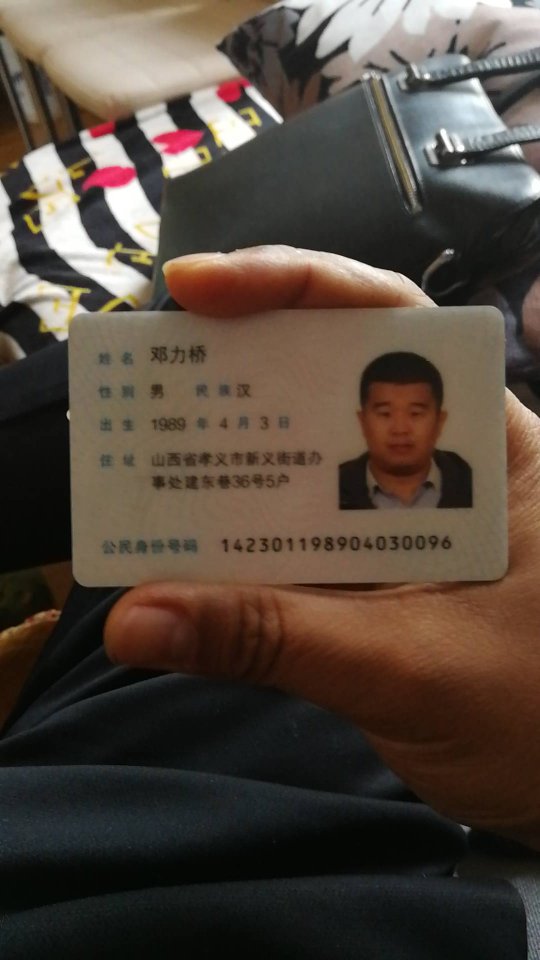 姓名 邓力桥
性别 男 民族 汉
出生 1989 年 4 月 3 日
住址 山西省孝义市新义街道办
事处建东巷36号5户
公民身份号码 142301198904030096